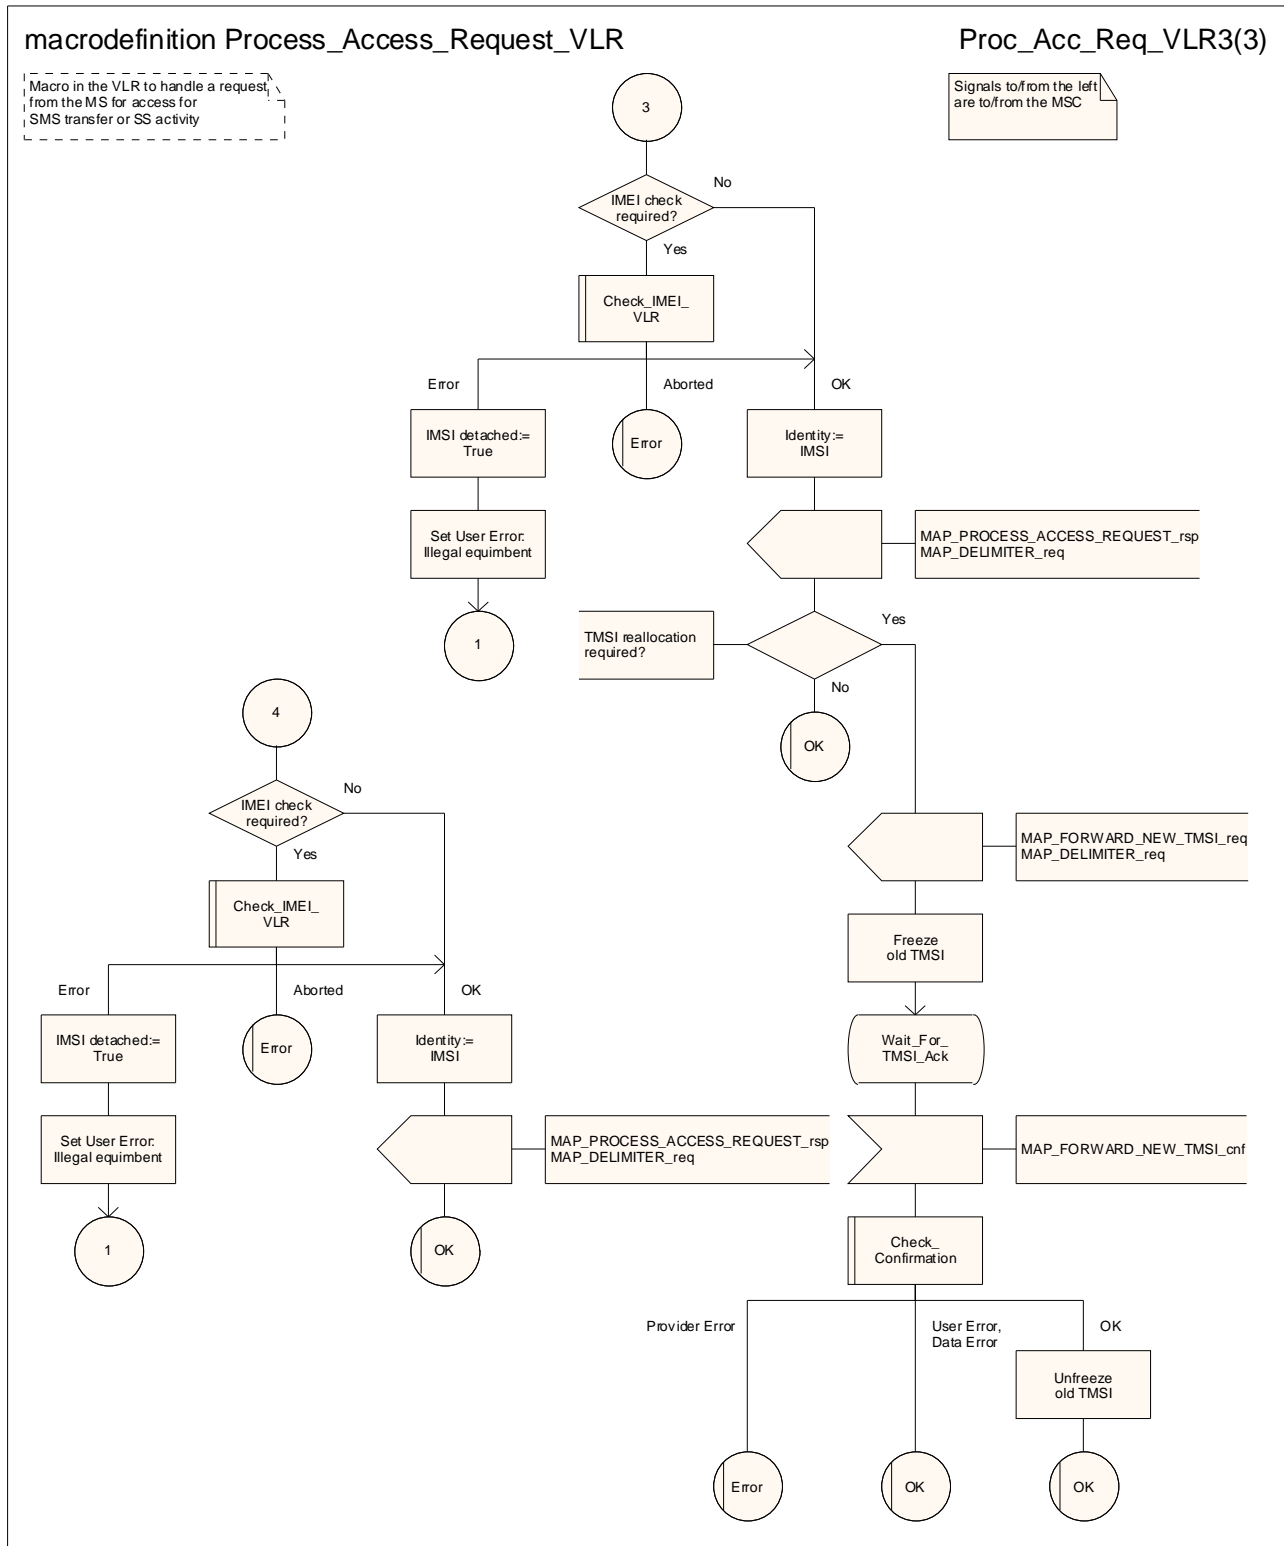 macrodefinition Process_Access_Request_VLR
Proc_Acc_Req_VLR3(3)
Macro in the VLR to handle a request
from the MS for access for
SMS transfer or SS activity
Signals to/from the left
are to/from the MSC
3
IMEI check
required?
No
Yes
Check_IMEI_
VLR
Error
Aborted
OK
IMSI detached:=
True
Error
Identity:=
IMSI
Set User Error:
Illegal equimbent
MAP_PROCESS_ACCESS_REQUEST_rsp
MAP_DELIMITER_req
1
TMSI reallocation
required?
Yes
No
OK
4
IMEI check
required?
No
Yes
Check_IMEI_
VLR
MAP_FORWARD_NEW_TMSI_req
MAP_DELIMITER_req
Freeze
old TMSI
Error
Aborted
OK
IMSI detached:=
True
Error
Identity:=
IMSI
Wait_For_
TMSI_Ack
Set User Error:
Illegal equimbent
MAP_PROCESS_ACCESS_REQUEST_rsp
MAP_DELIMITER_req
MAP_FORWARD_NEW_TMSI_cnf
1
OK
Check_
Confirmation
Provider Error
User Error,
Data Error
OK
Unfreeze
old TMSI
Error
OK
OK